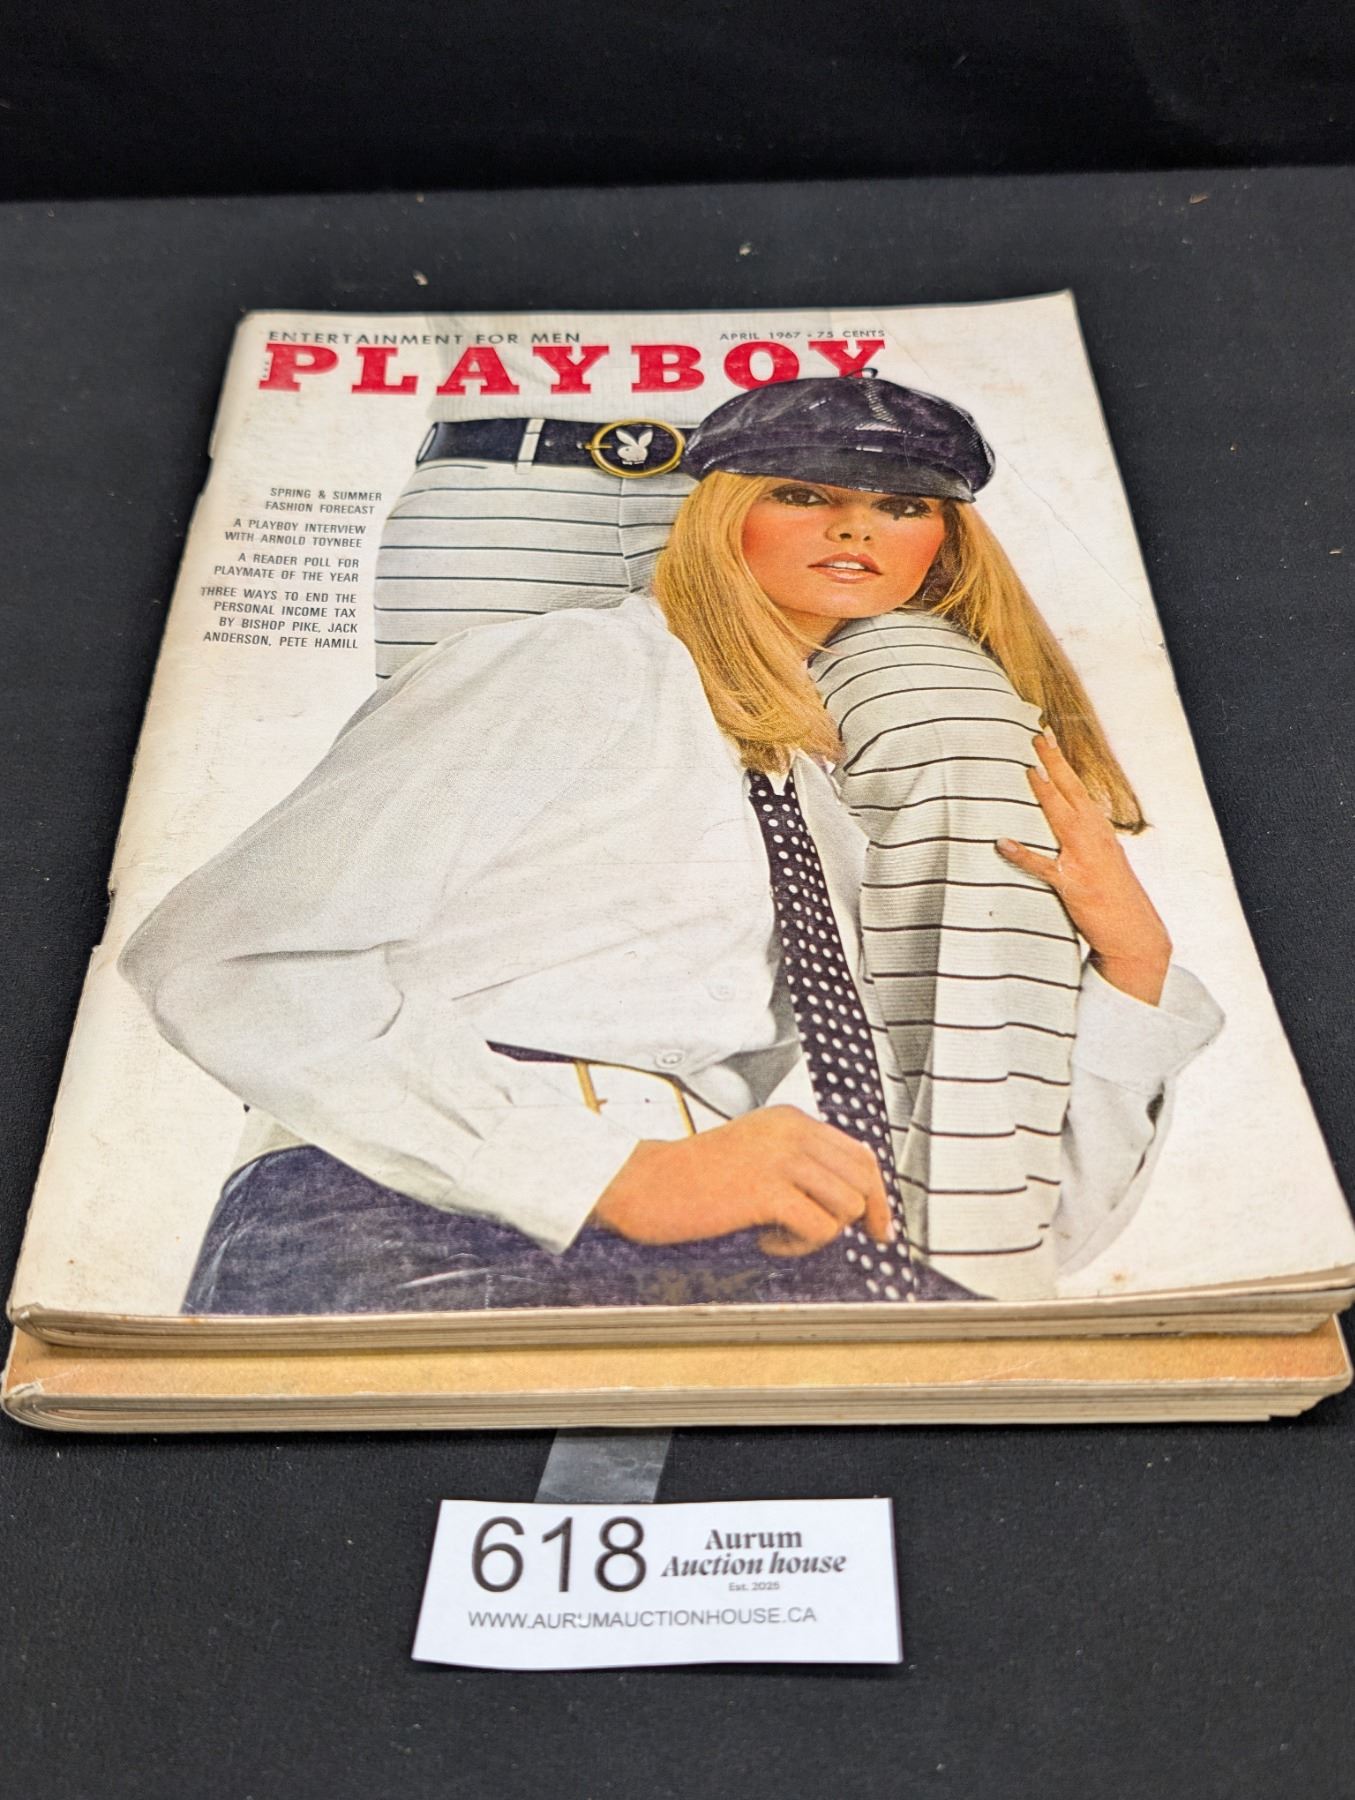 ENTERTAINMENT FOR MEN
APRIL 1967 • 75 CENTS
PLAYBOY
SPRING & SUMMER
FASHION FORECAST
A PLAYBOY INTERVIEW
WITH ARNOLD TOYNBEE
A READER POLL FOR
PLAYMATE OF THE YEAR
THREE WAYS TO END THE
PERSONAL INCOME TAX
BY BISHOP PIKE, JACK
ANDERSON, PETE HAMILL
618
Aurum
Auction house
Est. 2025
WWW.AURUMAUCTIONHOUSE.CA